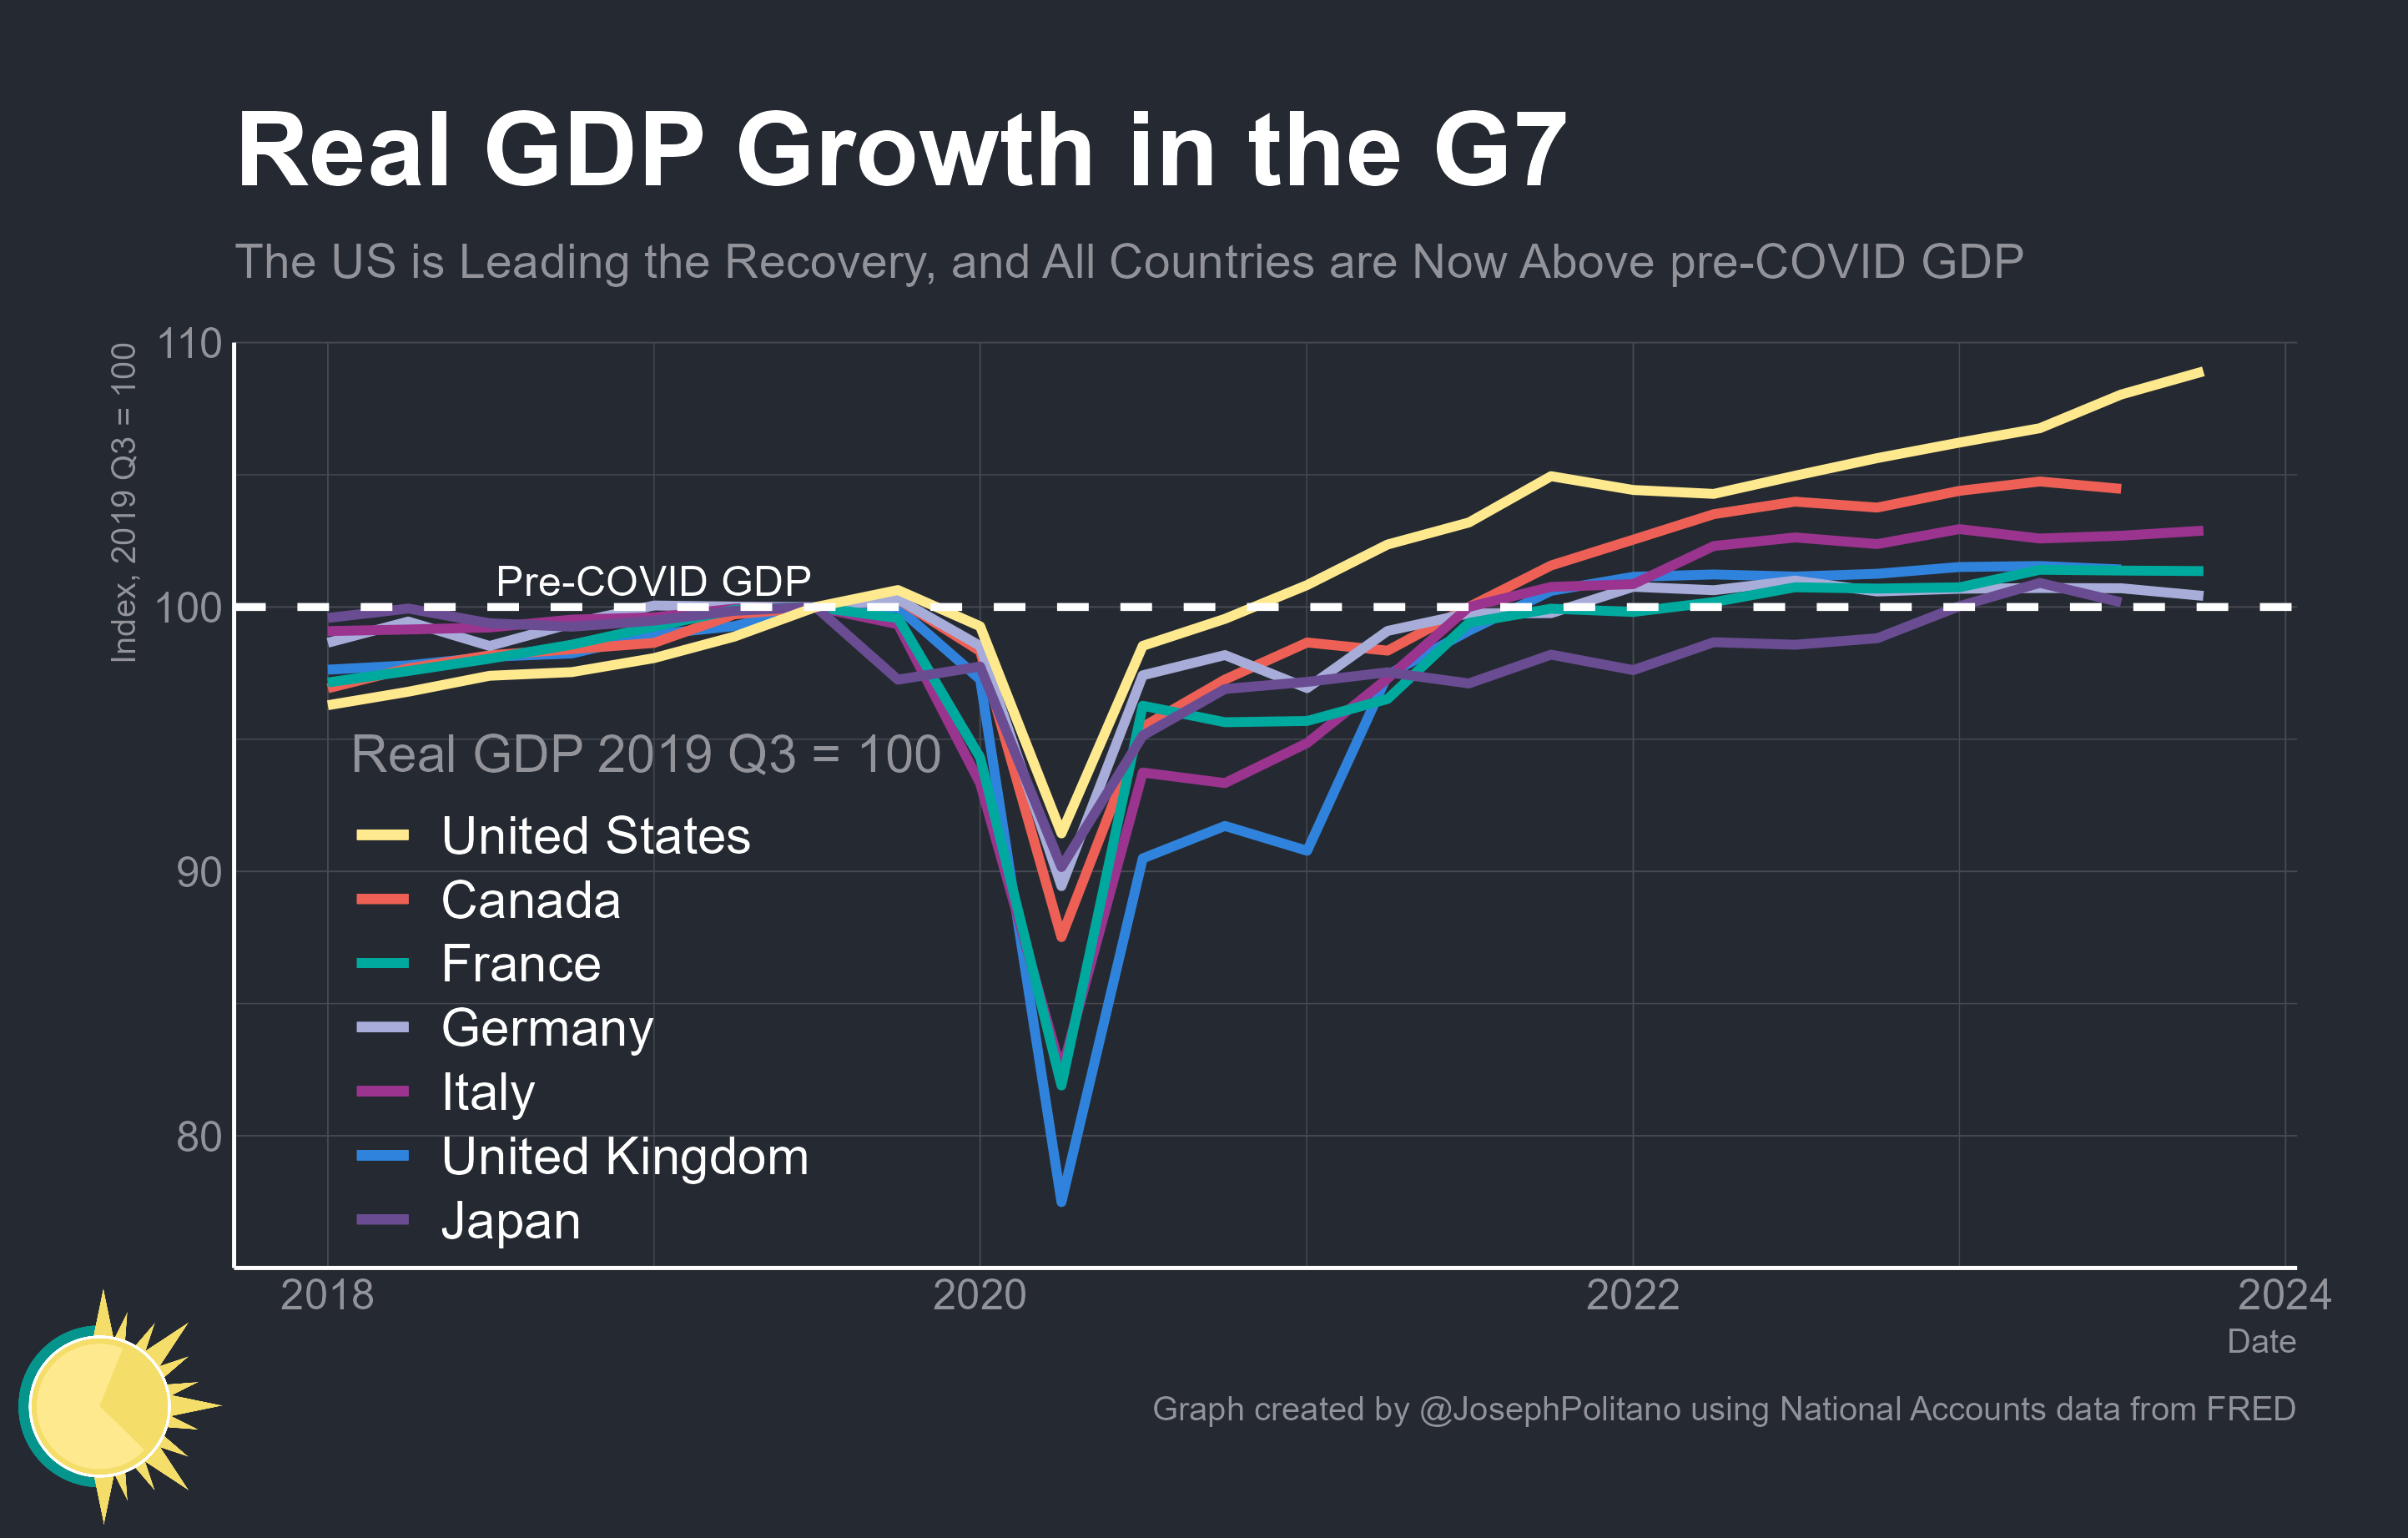 Real GDP Growth in the G7
The US is Leading the Recovery, and All Countries are Now Above pre-COVID GDP
Index, 2019 Q3 = 100
110
100
90
80
Pre-COVID GDP
Real GDP 2019 Q3 = 100
United States
Canada
France
Germany
Italy
United Kingdom
Japan
2018
2020
2022
2024
Date
Graph created by @JosephPolitano using National Accounts data from FRED